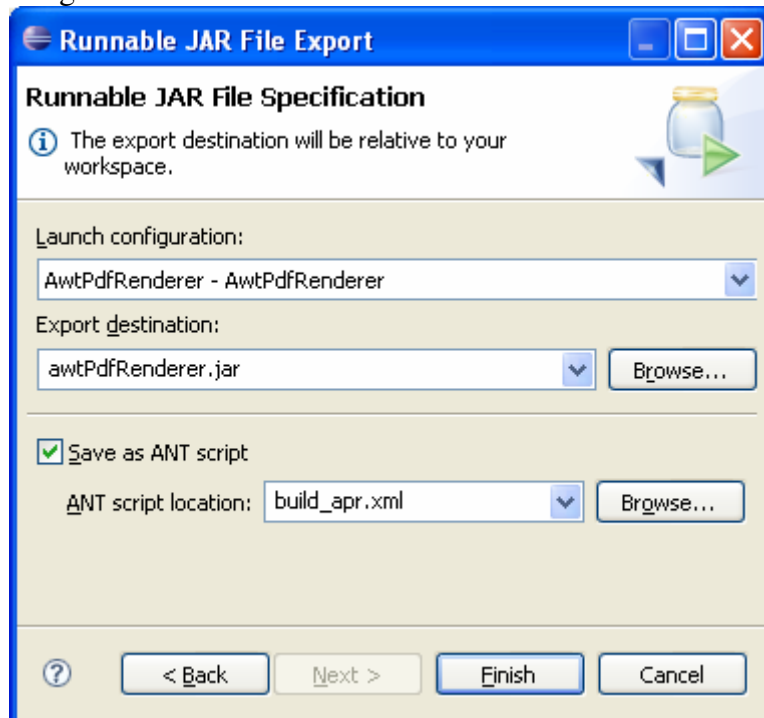 Runnable JAR File Export
Runnable JAR File Specification
The export destination will be relative to your
workspace.
Launch configuration:
AwtPdfRenderer - AwtPdfRenderer
Export destination:
awtPdfRenderer.jar
Browse...
Save as ANT script
ANT script location:
build_apr.xml
Browse...
? < Back Next > Finish Cancel